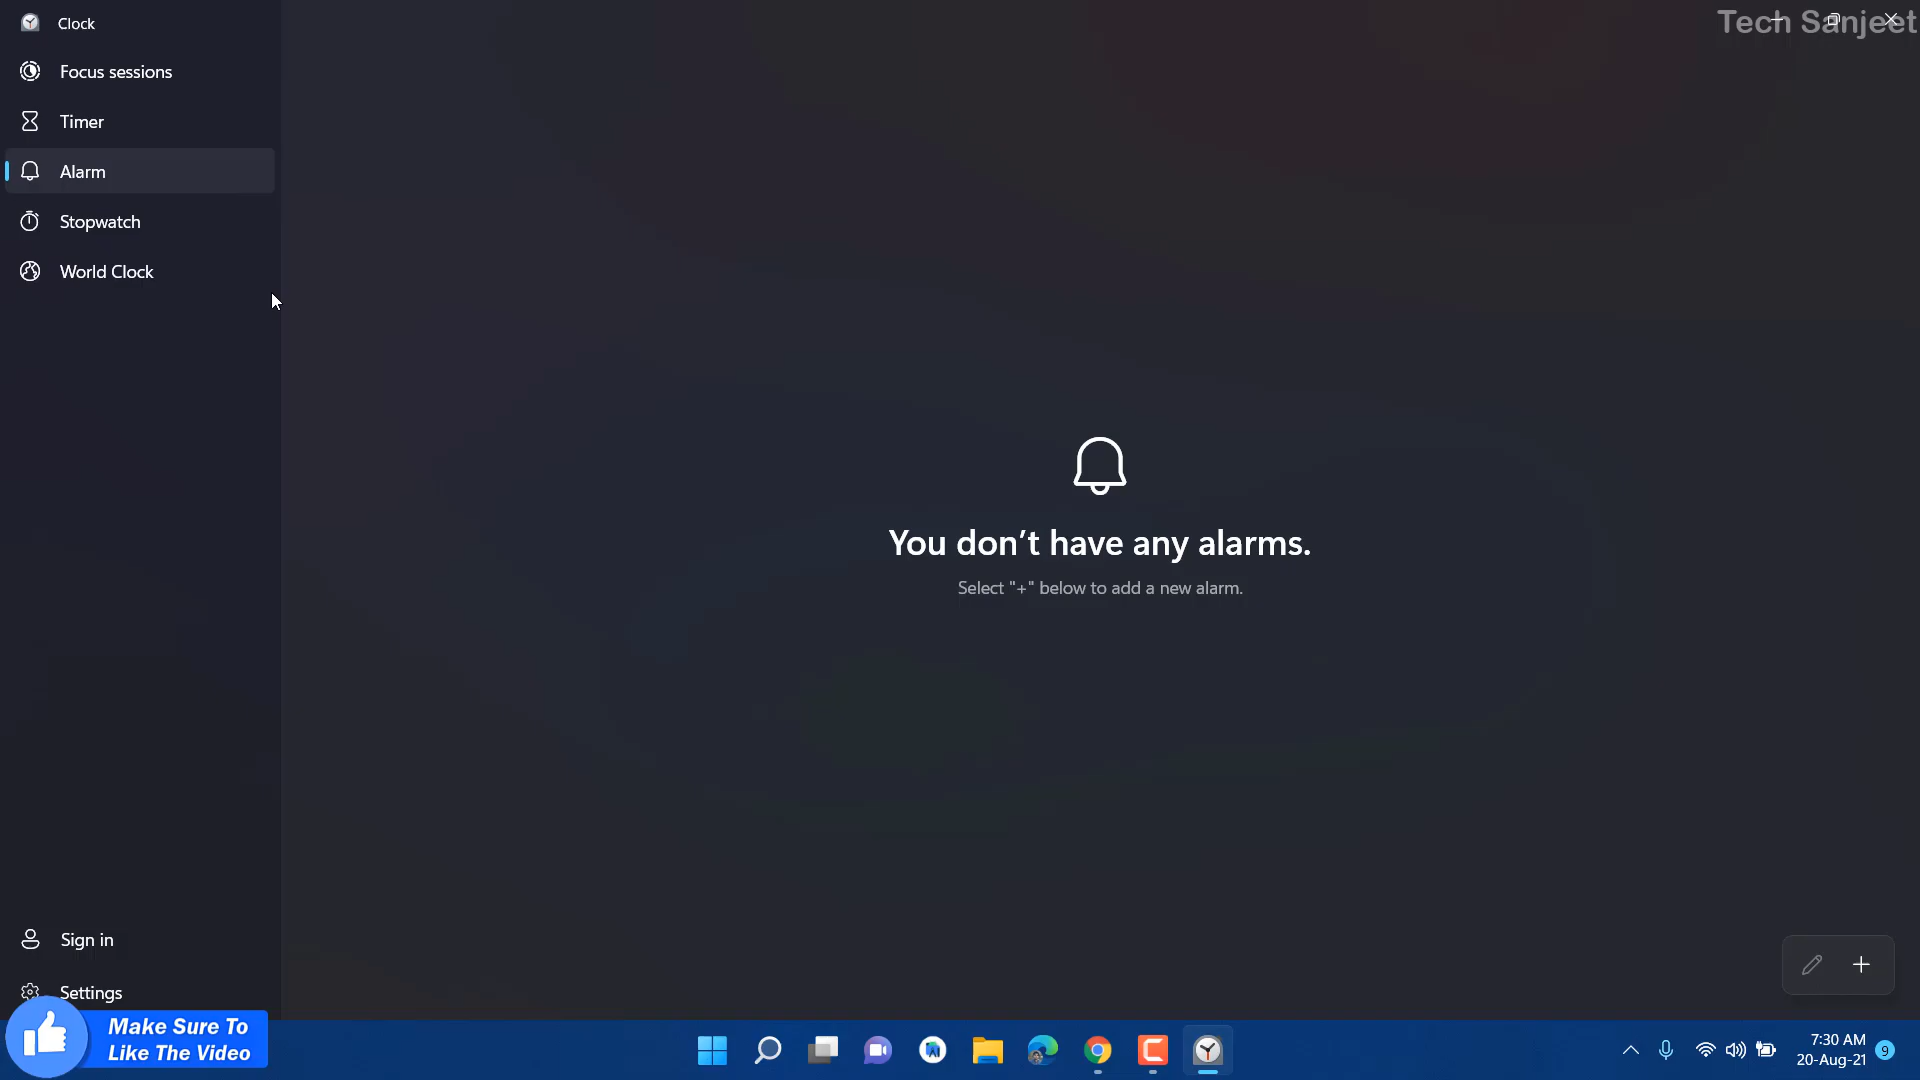 Clock
Tech Sanjeet
Focus sessions
Timer
Alarm
Stopwatch
World Clock
You don't have any alarms.
Select "+" below to add a new alarm.
Sign in
Settings
Make Sure To
Like The Video
7:30 AM
20-Aug-21
9